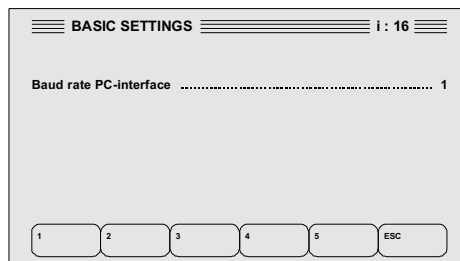 BASIC SETTINGS i : 16
Baud rate PC-interface ........................................................................ 1
1 2 3 4 5 ESC